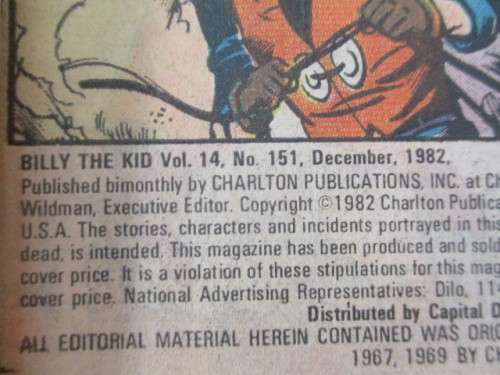 BILLY THE KID Vol. 14, No. 151, December, 1982.
Published bimonthly by CHARLTON PUBLICATIONS, INC. at
Wildman, Executive Editor. Copyright ©1982 Charlton
U.S.A. The stories, characters and incidents portrayed in this
dead, is intended. This magazine has been produced and sold
cover price. It is a violation of these stipulations for this
cover price. National Advertising Representatives: Dilo,
Distributed by Capital
ALL EDITORIAL MATERIAL HEREIN CONTAINED WAS
1967, 1969 BY